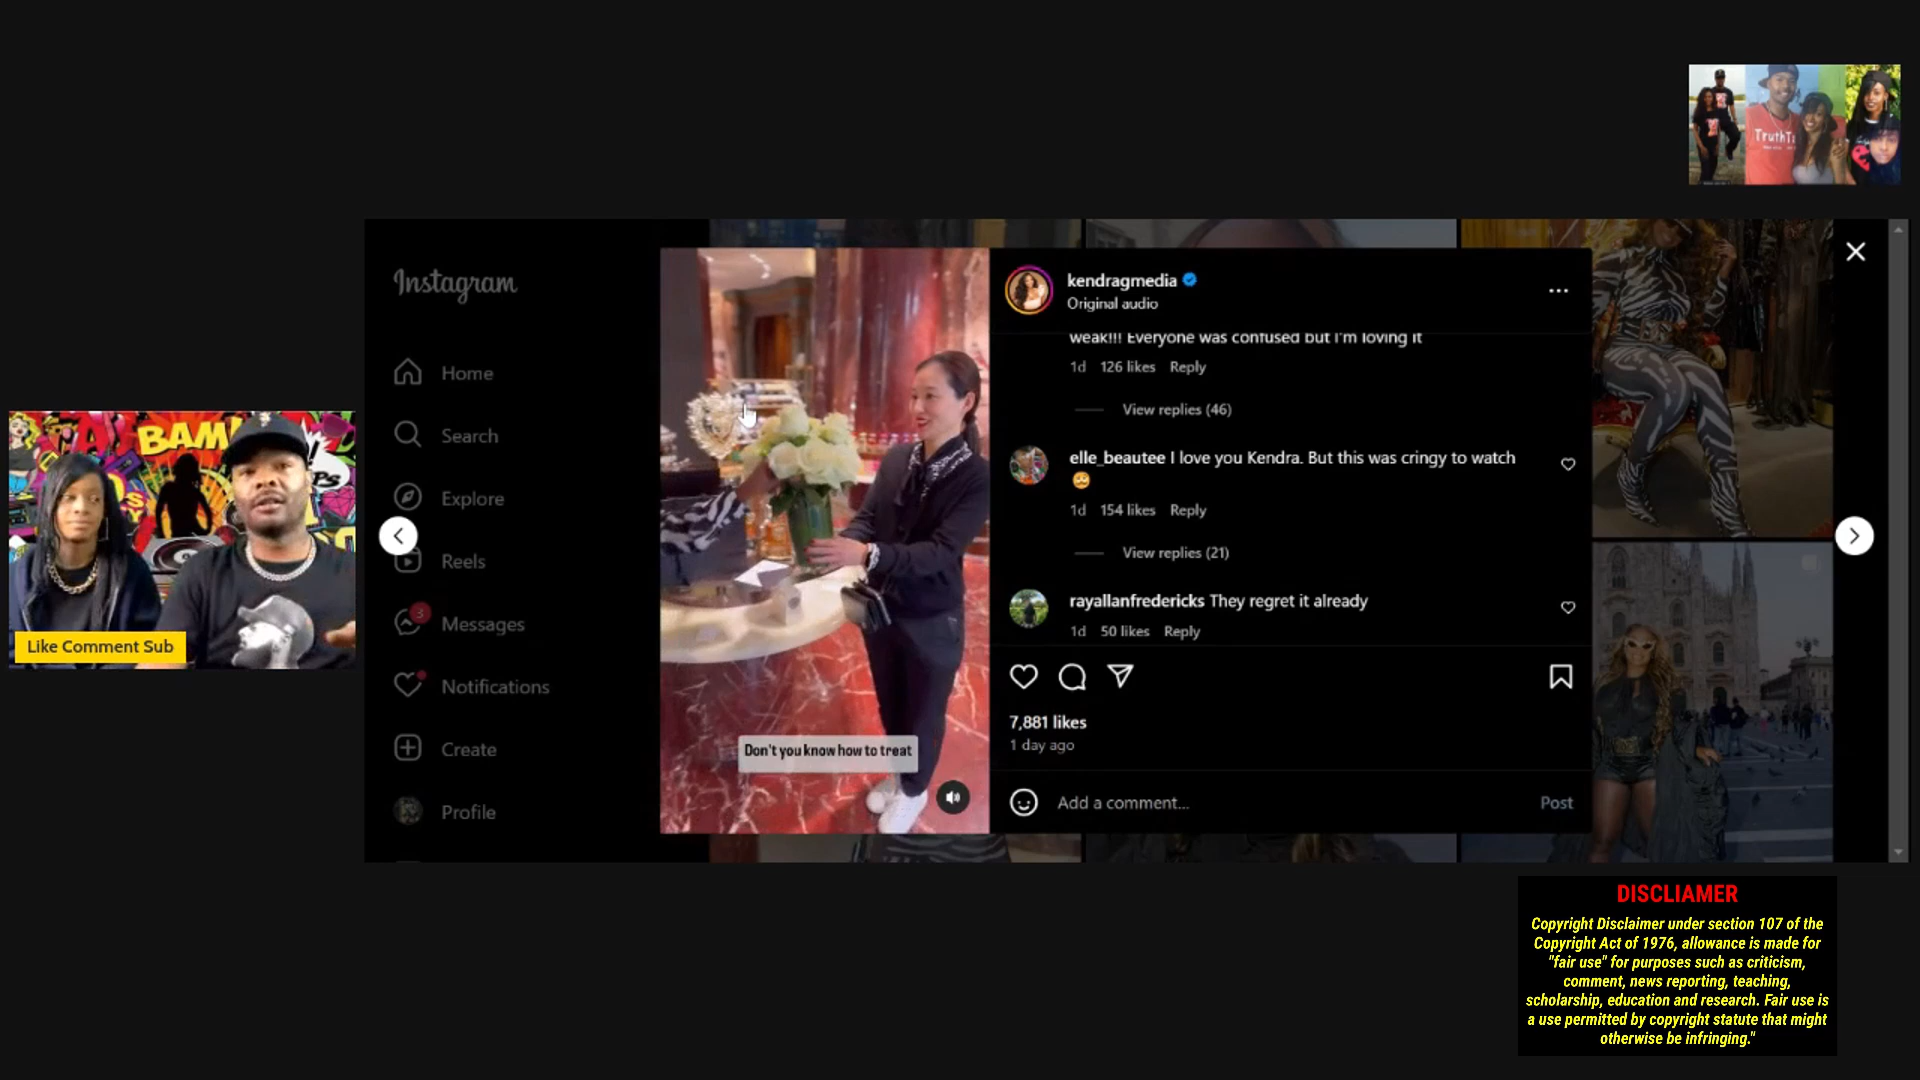 TruthT
Instagram
Home
Search
Explore
Reels
3
Messages
Notifications
Create
Profile
BAM!
Like Comment Sub
Don't you know how to treat
kendragmedia
Original audio
weak!!! Everyone was confused but I'm loving it
1d 126 likes Reply
View replies (46)
elle_beautee I love you Kendra. But this was cringy to watch
1d 154 likes Reply
View replies (21)
rayallanfredericks They regret it already
1d 50 likes Reply
7,881 likes
1 day ago
Add a comment...
Post
DISCLIAMER
Copyright Disclaimer under section 107 of the
Copyright Act of 1976, allowance is made for
"fair use" for purposes such as criticism,
comment, news reporting, teaching,
scholarship, education and research. Fair use is
a use permitted by copyright statute that might
otherwise be infringing."